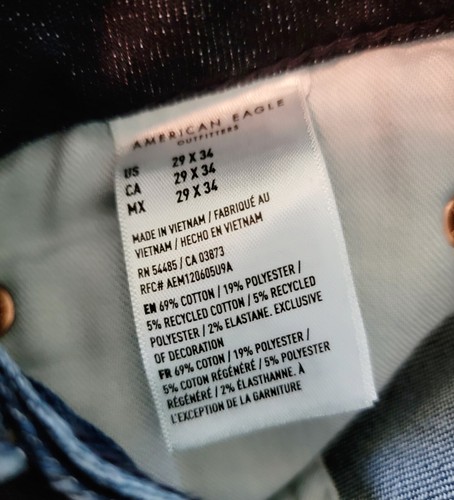 AMERICAN EAGLE
OUTFITTERS
US 29 X 34
CA 29 X 34
MX 29 X 34
MADE IN VIETNAM / FABRIQUÉ AU
VIETNAM / HECHO EN VIETNAM
RN 54485 / CA 03873
RFC# AEM120605U9A
EN 69% COTTON / 19% POLYESTER /
5% RECYCLED COTTON / 5% RECYCLED
POLYESTER / 2% ELASTANE. EXCLUSIVE
OF DECORATION
FR 69% COTON / 19% POLYESTER /
5% COTON RÉGÉNÉRÉ / 5% POLYESTER
RÉGÉNÉRÉ / 2% ÉLASTHANNE. À
L'EXCEPTION DE LA GARNITURE